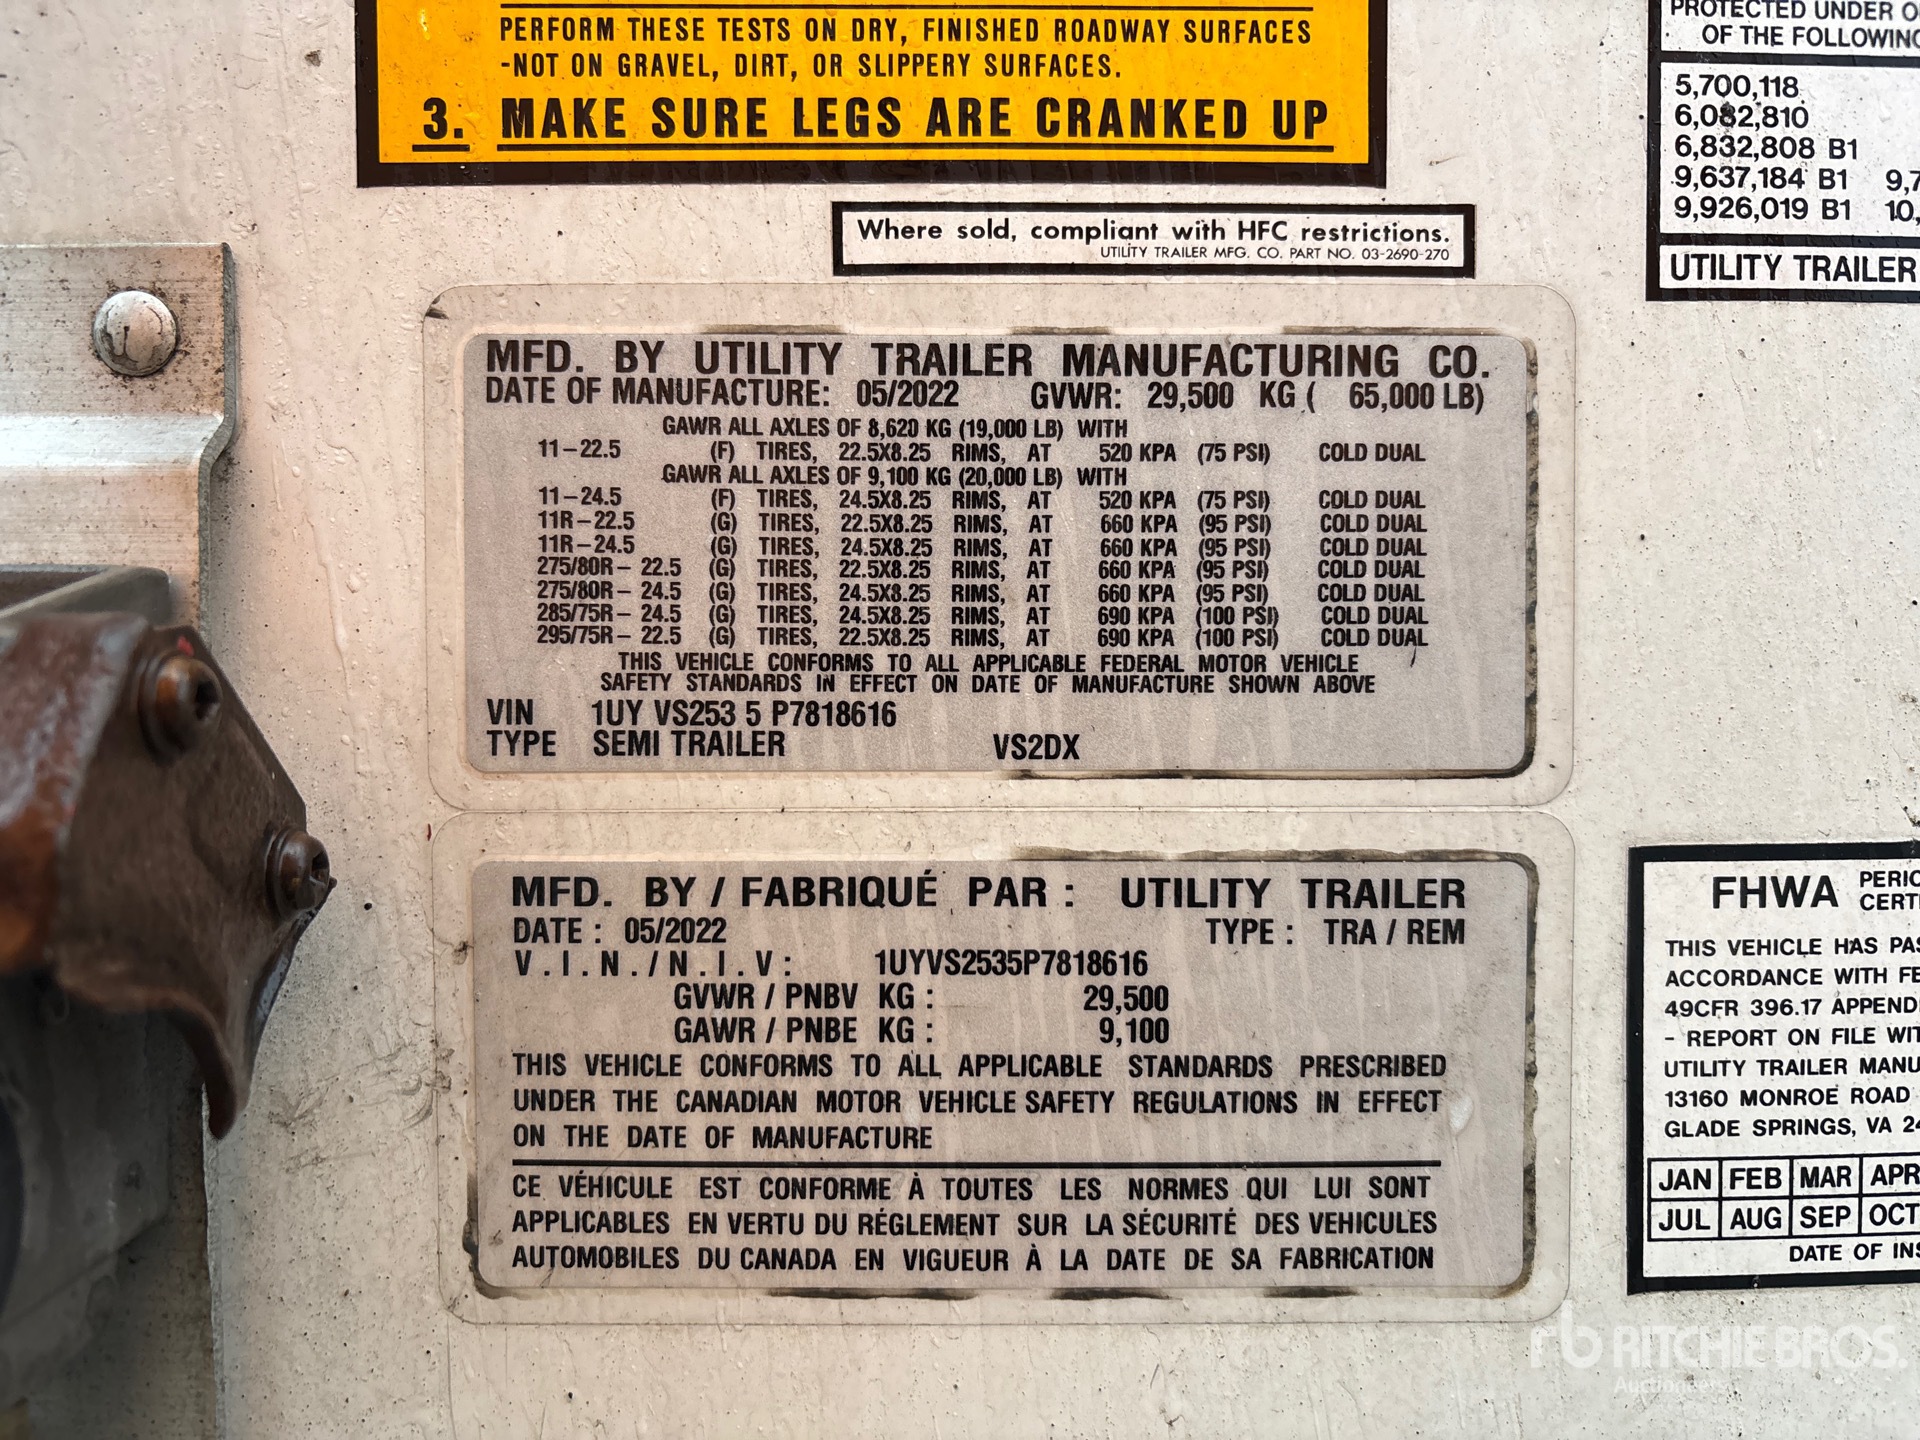 PERFORM THESE TESTS ON DRY, FINISHED ROADWAY SURFACES
-NOT ON GRAVEL, DIRT, OR SLIPPERY SURFACES.
3. MAKE SURE LEGS ARE CRANKED UP
PROTECTED UNDER
OF THE FOLLOWING
5,700,118
6,082,810
6,832,808 B1
9,637,184 B1 9,7
9,926,019 B1 10,
UTILITY TRAILER
Where sold, compliant with HFC restrictions.
UTILITY TRAILER MFG. CO. PART NO. 03-2690-270
MFD. BY UTILITY TRAILER MANUFACTURING CO.
DATE OF MANUFACTURE: 05/2022 GVWR: 29,500 KG ( 65,000 LB)
GAWR ALL AXLES OF 8,620 KG (19,000 LB) WITH
11-22.5 (F) TIRES, 22.5X8.25 RIMS, AT 520 KPA (75 PSI) COLD DUAL
GAWR ALL AXLES OF 9,100 KG (20,000 LB) WITH
11-24.5 (F) TIRES, 24.5X8.25 RIMS, AT 520 KPA (75 PSI) COLD DUAL
11R-22.5 (G) TIRES, 22.5X8.25 RIMS, AT 660 KPA (95 PSI) COLD DUAL
11R-24.5 (G) TIRES, 24.5X8.25 RIMS, AT 660 KPA (95 PSI) COLD DUAL
275/80R- 22.5 (G) TIRES, 22.5X8.25 RIMS, AT 660 KPA (95 PSI) COLD DUAL
275/80R- 24.5 (G) TIRES, 24.5X8.25 RIMS, AT 660 KPA (95 PSI) COLD DUAL
285/75R- 24.5 (G) TIRES, 24.5X8.25 RIMS, AT 690 KPA (100 PSI) COLD DUAL
295/75R- 22.5 (G) TIRES, 22.5X8.25 RIMS, AT 690 KPA (100 PSI) COLD DUAL
THIS VEHICLE CONFORMS TO ALL APPLICABLE FEDERAL MOTOR VEHICLE
SAFETY STANDARDS IN EFFECT ON DATE OF MANUFACTURE SHOWN ABOVE
VIN 1UY VS253 5 P7818616
TYPE SEMI TRAILER VS2DX
MFD. BY / FABRIQUÉ PAR : UTILITY TRAILER
DATE : 05/2022 TYPE : TRA / REM
V.I.N./N.I.V: 1UYVS2535P7818616
GVWR / PNBV KG : 29,500
GAWR / PNBE KG : 9,100
THIS VEHICLE CONFORMS TO ALL APPLICABLE STANDARDS PRESCRIBED
UNDER THE CANADIAN MOTOR VEHICLE SAFETY REGULATIONS IN EFFECT
ON THE DATE OF MANUFACTURE
CE VÉHICULE EST CONFORME À TOUTES LES NORMES QUI LUI SONT
APPLICABLES EN VERTU DU RÉGLEMENT SUR LA SÉCURITÉ DES VEHICULES
AUTOMOBILES DU CANADA EN VIGUEUR À LA DATE DE SA FABRICATION
FHWA PERIO
CERTI
THIS VEHICLE HAS PAS
ACCORDANCE WITH FE
49CFR 396.17 APPEND
- REPORT ON FILE WIT
UTILITY TRAILER MANU
13160 MONROE ROAD
GLADE SPRINGS, VA 24
JAN FEB MAR APR
JUL AUG SEP OCT
DATE OF INS
rb RITCHIE BROS.
Auctioneers